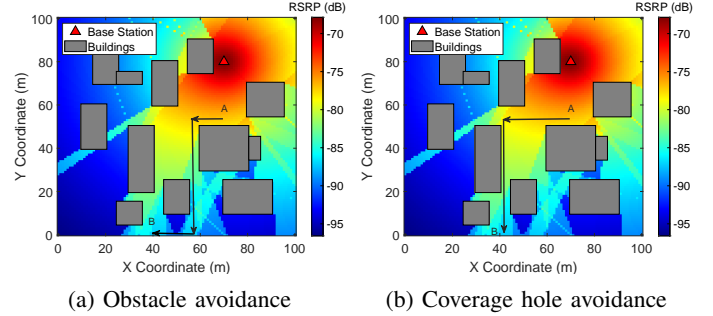 RSRP (dB)
RSRP (dB)
100
80
60
40
20
0
Y Coordinate (m)
Base Station
Buildings
A
B
0
20
40
60
80
100
X Coordinate (m)
-70
-75
-80
-85
-90
-95
100
80
60
40
20
0
Y Coordinate (m)
Base Station
Buildings
A
B
0
20
40
60
80
100
X Coordinate (m)
-70
-75
-80
-85
-90
-95
(a) Obstacle avoidance
(b) Coverage hole avoidance